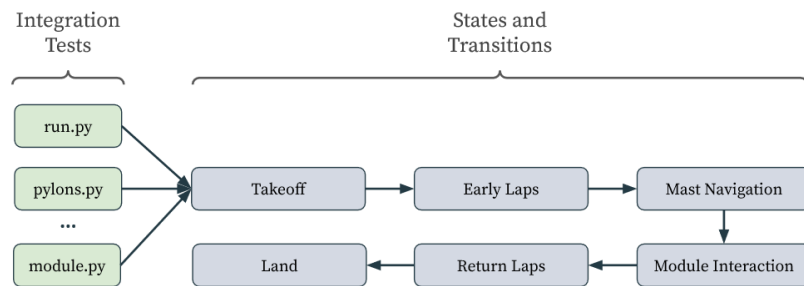 Integration
Tests
States and
Transitions
run.py
pylons.py
...
module.py
Takeoff
Early Laps
Mast Navigation
Land
Return Laps
Module Interaction